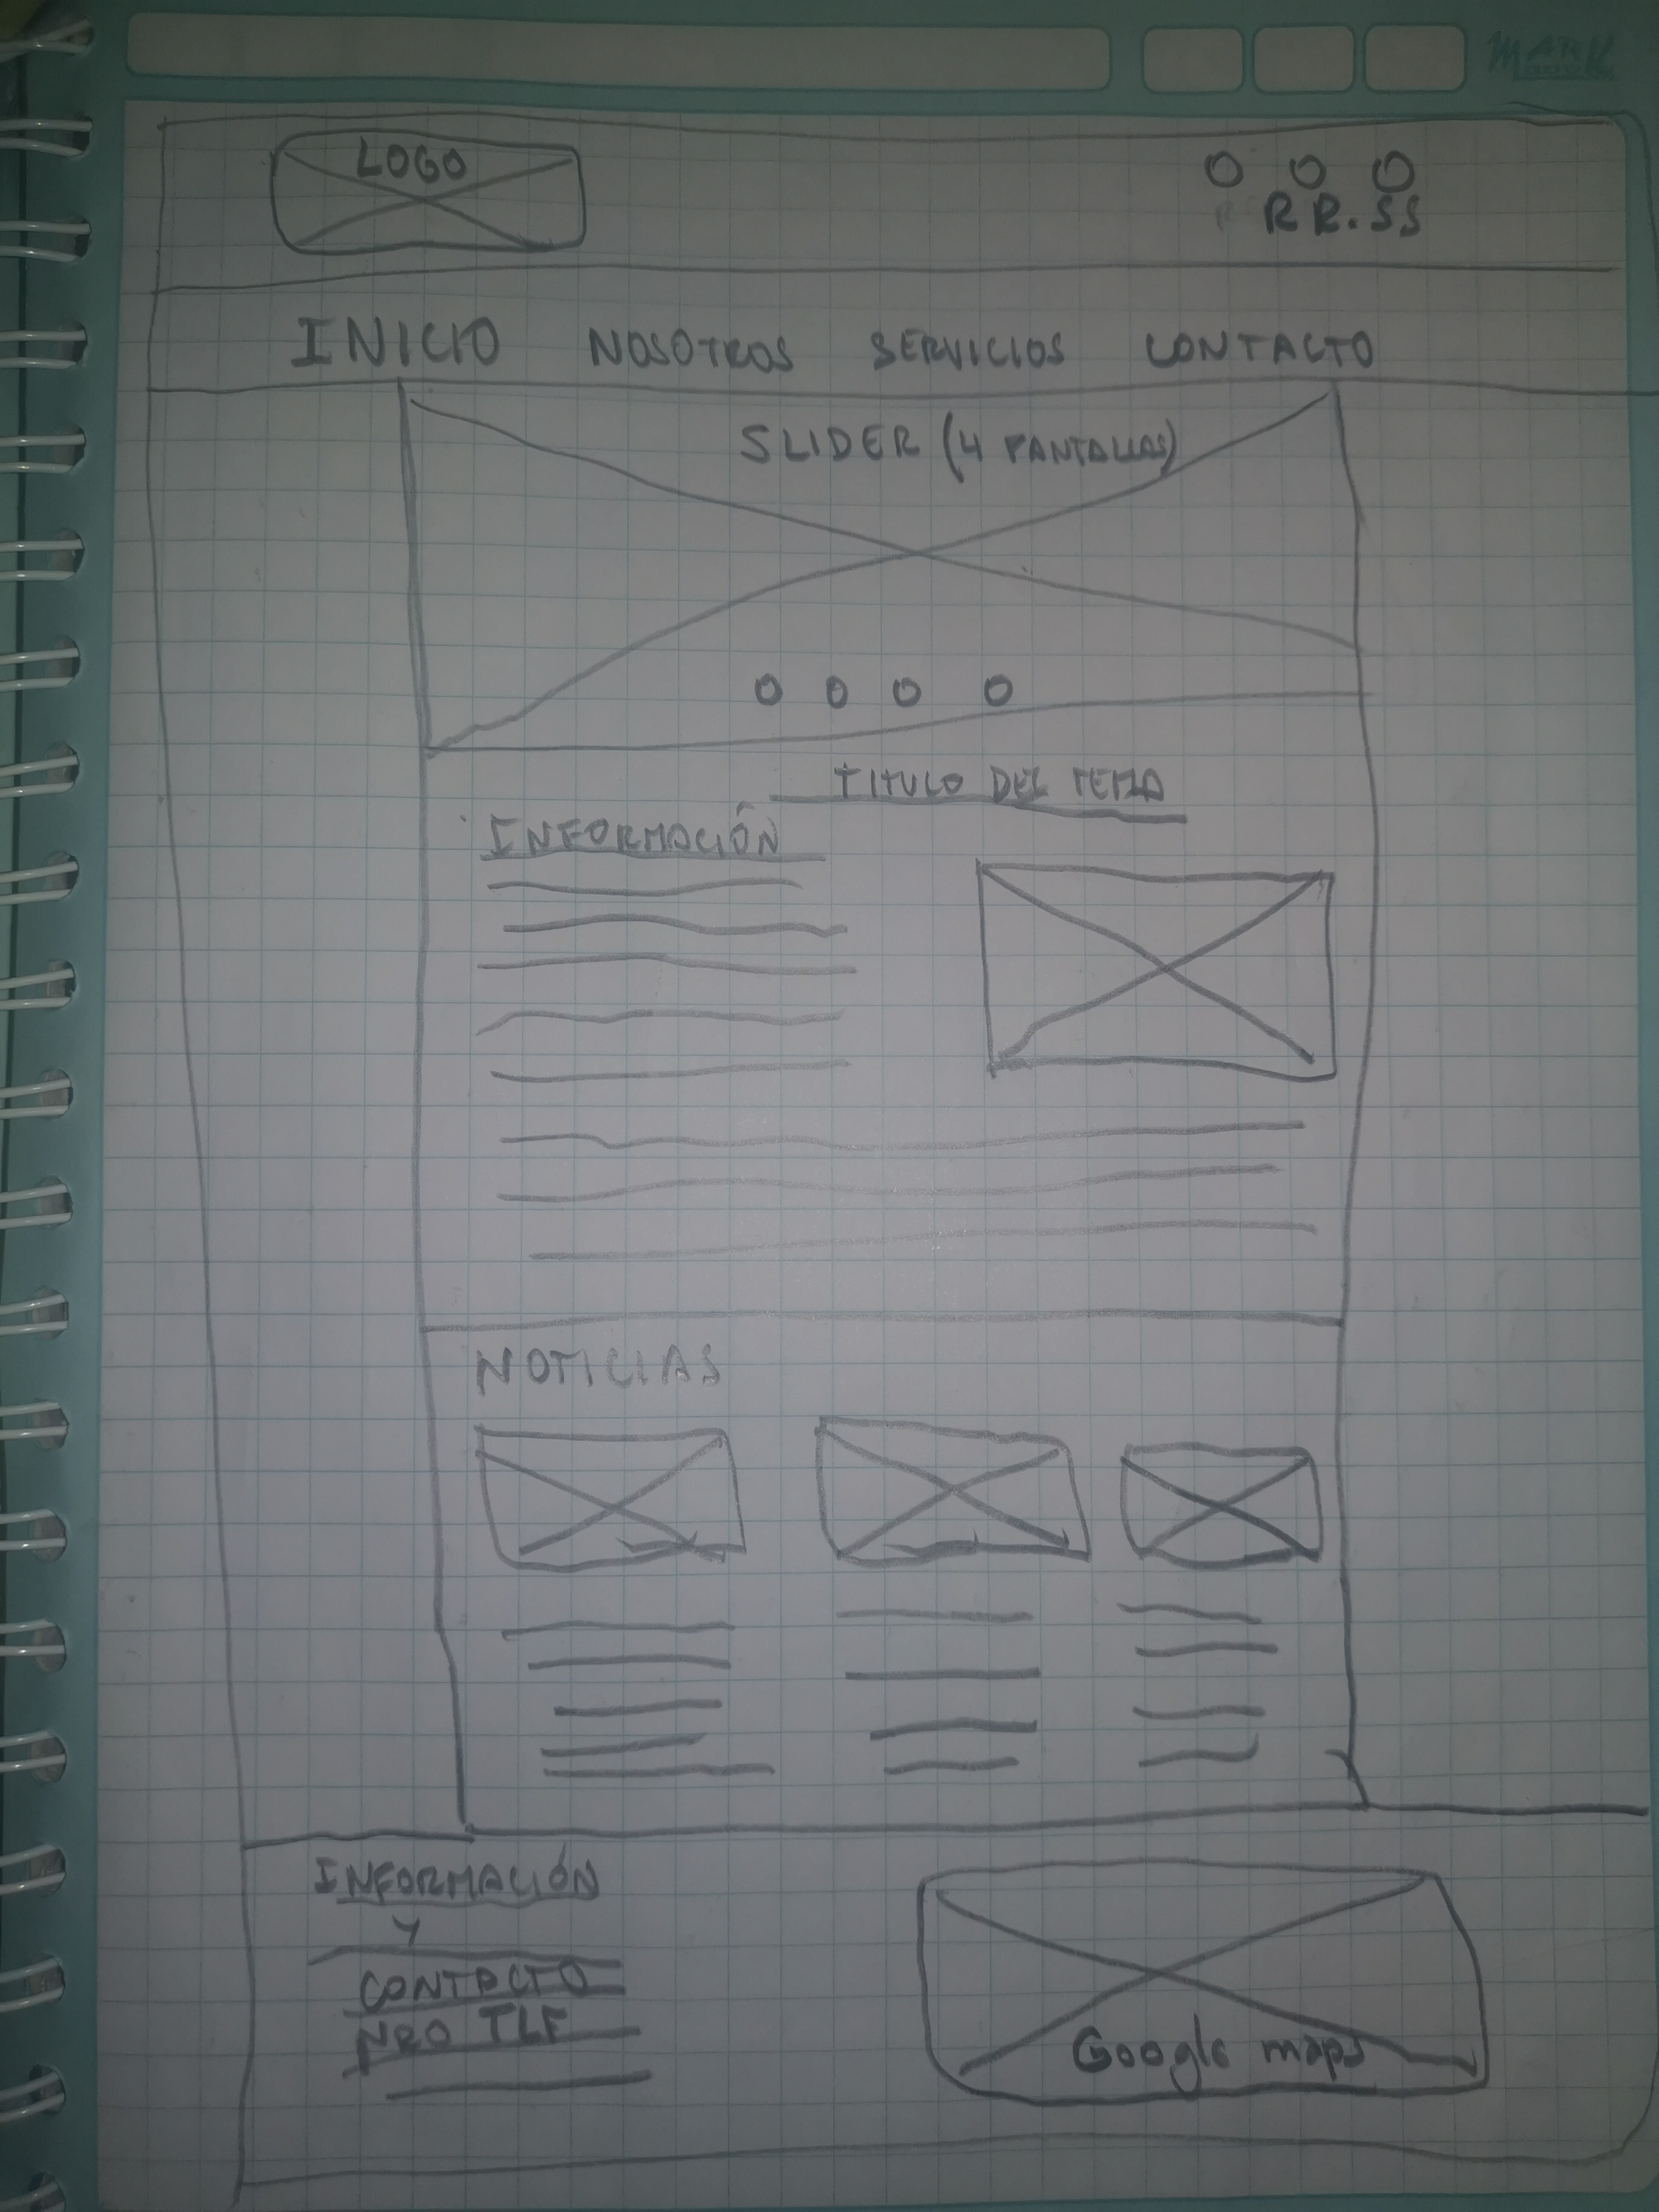 MARK
LOGO
RR.SS
INICIO NOSOTROS SERVICIOS CONTACTO
SLIDER (4 PANTALLAS)
TITULO DEL TEMA
INFORMACIÓN
NOTICIAS
INFORMACIÓN
Y
CONTACTO
NRO TLF
Google maps